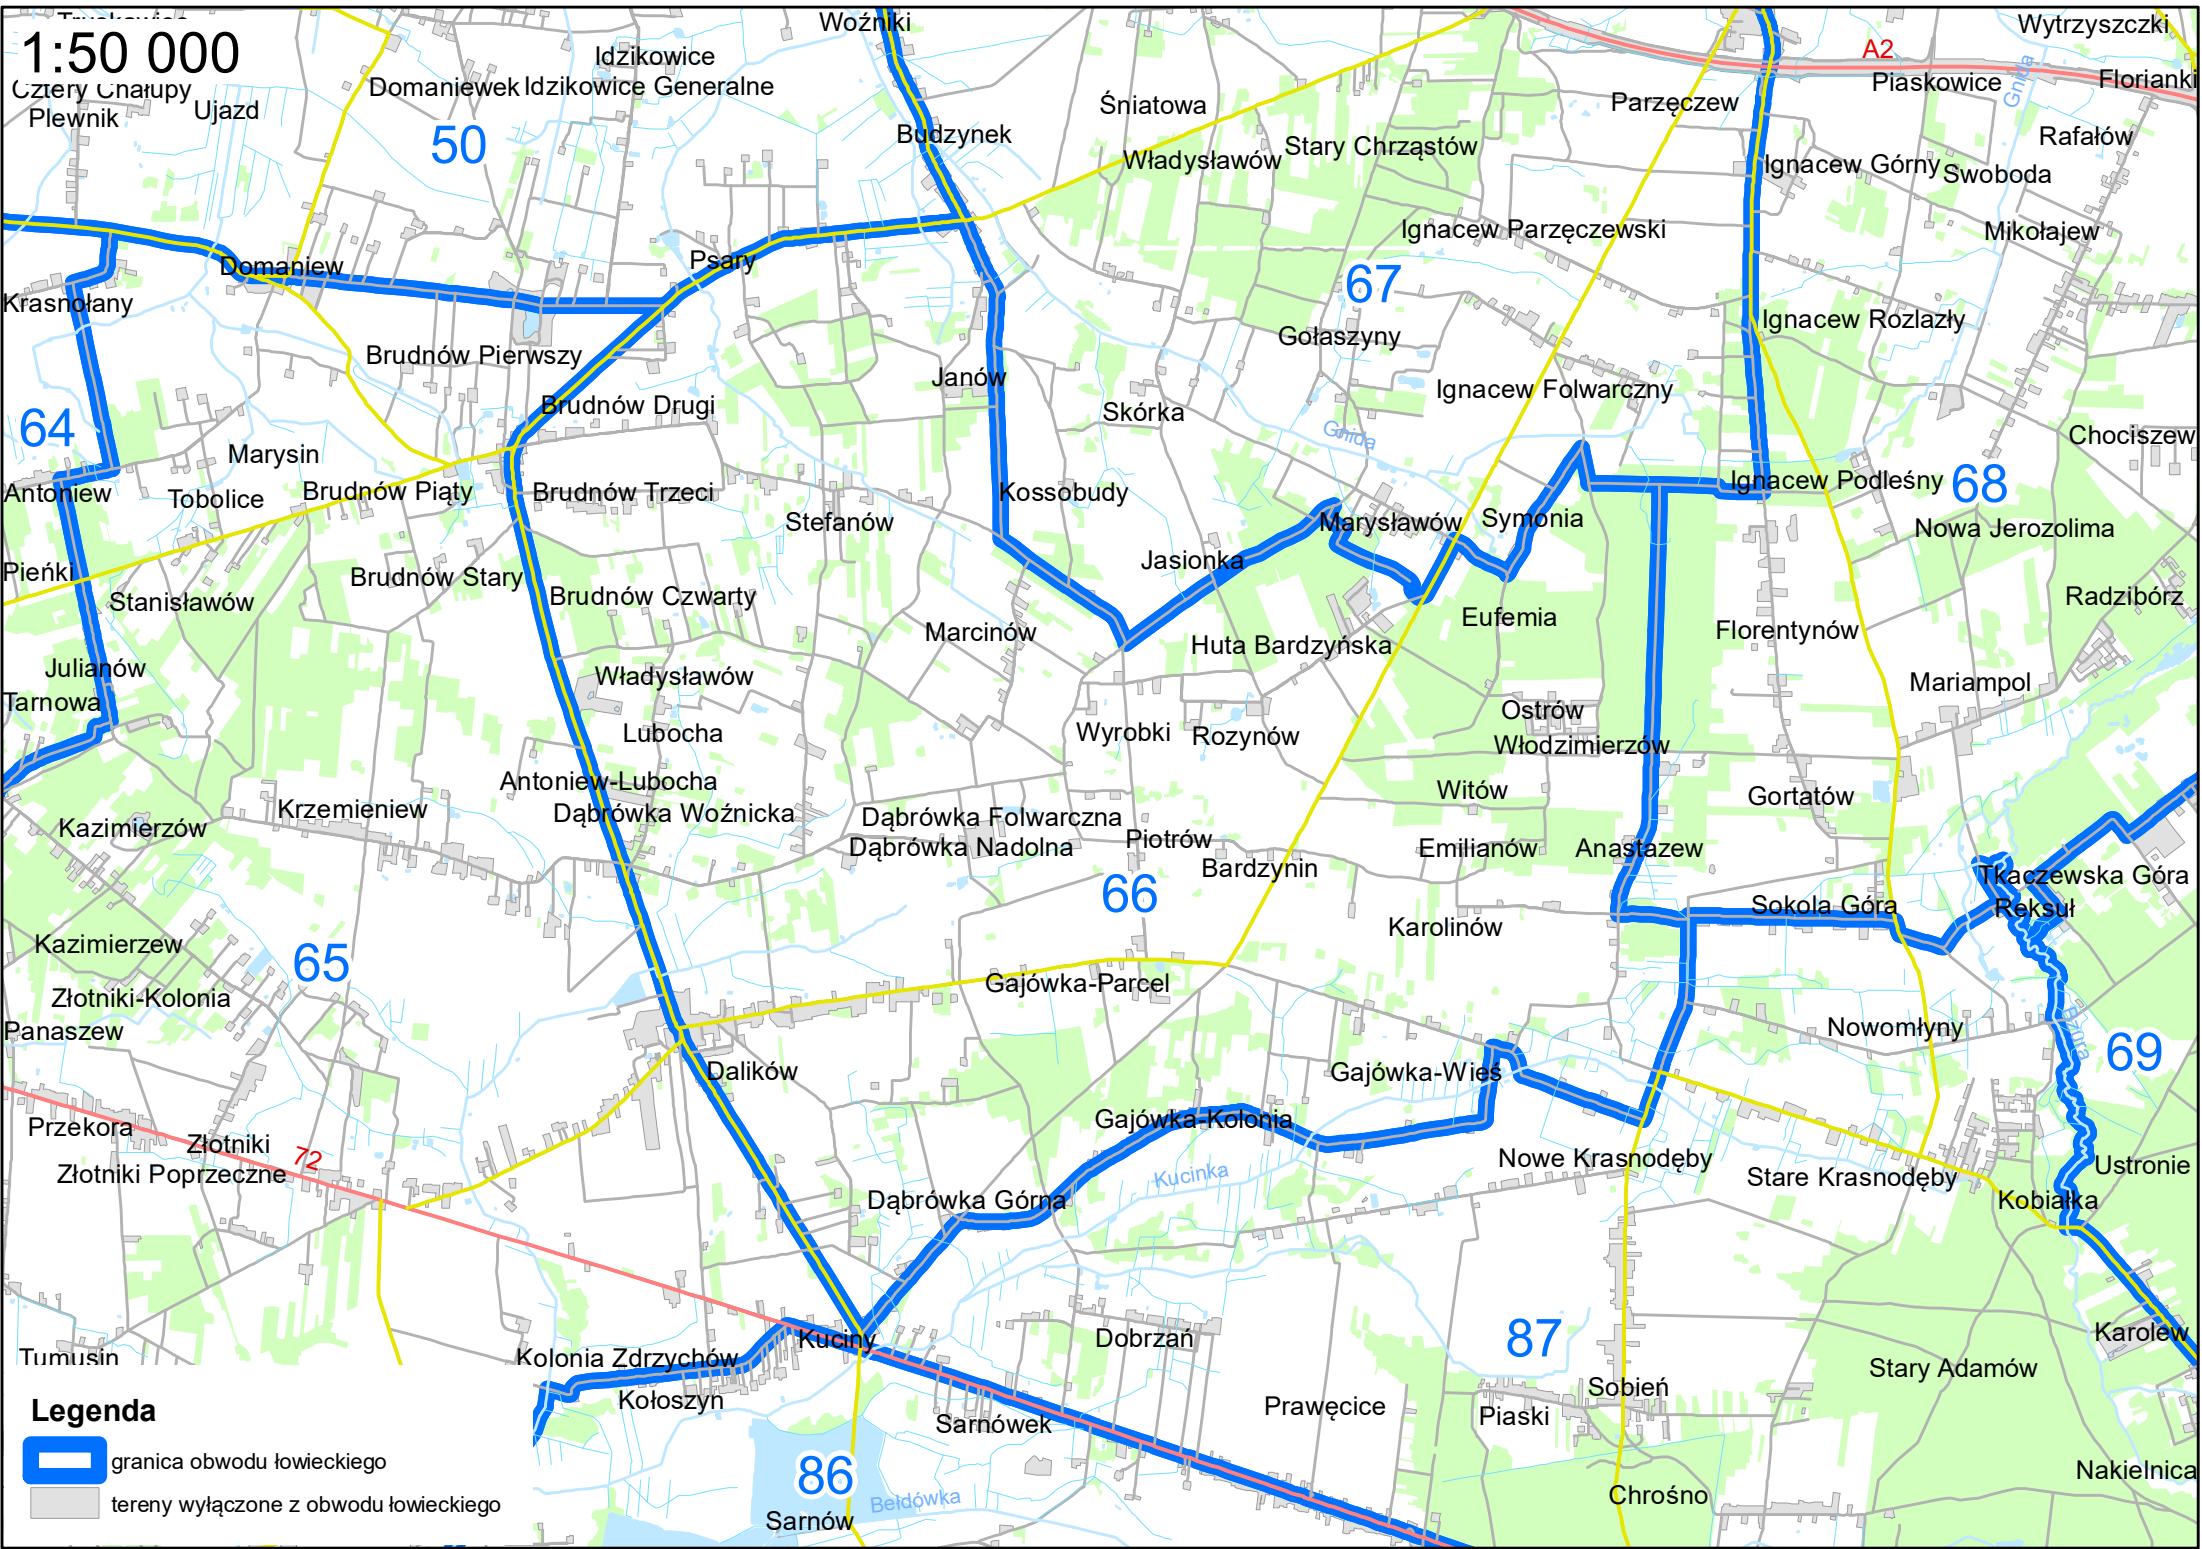 Woźniki
Wytrzyszczki
1:50 000
Idzikowice
A2
Cztery Chałupy
Domaniewek
Idzikowice Generalne
Piaskowice
Gnida
Florianki
Plewnik
Ujazd
Śniatowa
Parzęczew
50
Budzynek
Rafałów
Władysławów
Stary Chrząstów
Ignacew Górny
Swoboda
Ignacew Parzęczewski
Mikołajew
Domaniew
Psary
67
Krasnołany
Ignacew Rozlazły
Gołaszyny
Brudnów Pierwszy
Janów
Ignacew Folwarczny
Brudnów Drugi
Skórka
64
Gnida
Chociszew
Marysin
Antoniew
Tobolice
Brudnów Piąty
Brudnów Trzeci
Kossobudy
Ignacew Podleśny
68
Stefanów
Marysławów
Symonia
Nowa Jerozolima
Pieńki
Brudnów Stary
Jasionka
Stanisławów
Brudnów Czwarty
Radzibórz
Marcinów
Huta Bardzyńska
Eufemia
Florentynów
Julianów
Władysławów
Mariampol
Tarnowa
Ostrów
Lubocha
Wyrobki
Rozynów
Włodzimierzów
Antoniew-Lubocha
Witów
Gortatów
Krzemieniew
Dąbrówka Woźnicka
Dąbrówka Folwarczna
Kazimierzów
Dąbrówka Nadolna
Piotrów
Emilianów
Anastazew
Bardzynin
Tkaczewska Góra
66
Sokola Góra
Reksuł
Karolinów
Kazimierzew
65
Gajówka-Parcel
Złotniki-Kolonia
Panaszew
Nowomłyny
Bzura
69
Dalików
Gajówka-Wieś
Przekora
Gajówka-Kolonia
Złotniki
72
Złotniki Poprzeczne
Kucinka
Nowe Krasnodęby
Stare Krasnodęby
Ustronie
Dąbrówka Górna
Kobiałka
Kuciny
Dobrzań
87
Karolew
Tumusin
Kolonia Zdrzychów
Stary Adamów
Kołoszyn
Sobień
Legenda
Sarnówek
Prawęcice
Piaski
granica obwodu łowieckiego
86
Nakielnica
tereny wyłączone z obwodu łowieckiego
Bełdówka
Chrośno
Sarnów